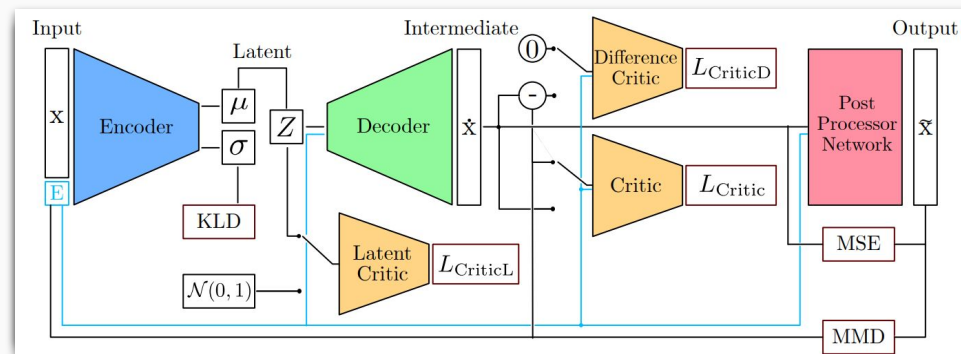 Input
Latent
Intermediate
Output
x
E
Encoder
μ
σ
KLD
Z
Decoder
ẋ
N(0,1)
Latent
Critic
L_CriticL
0
-
Difference
Critic
L_CriticD
Critic
L_Critic
Post
Processor
Network
x̃
MSE
MMD